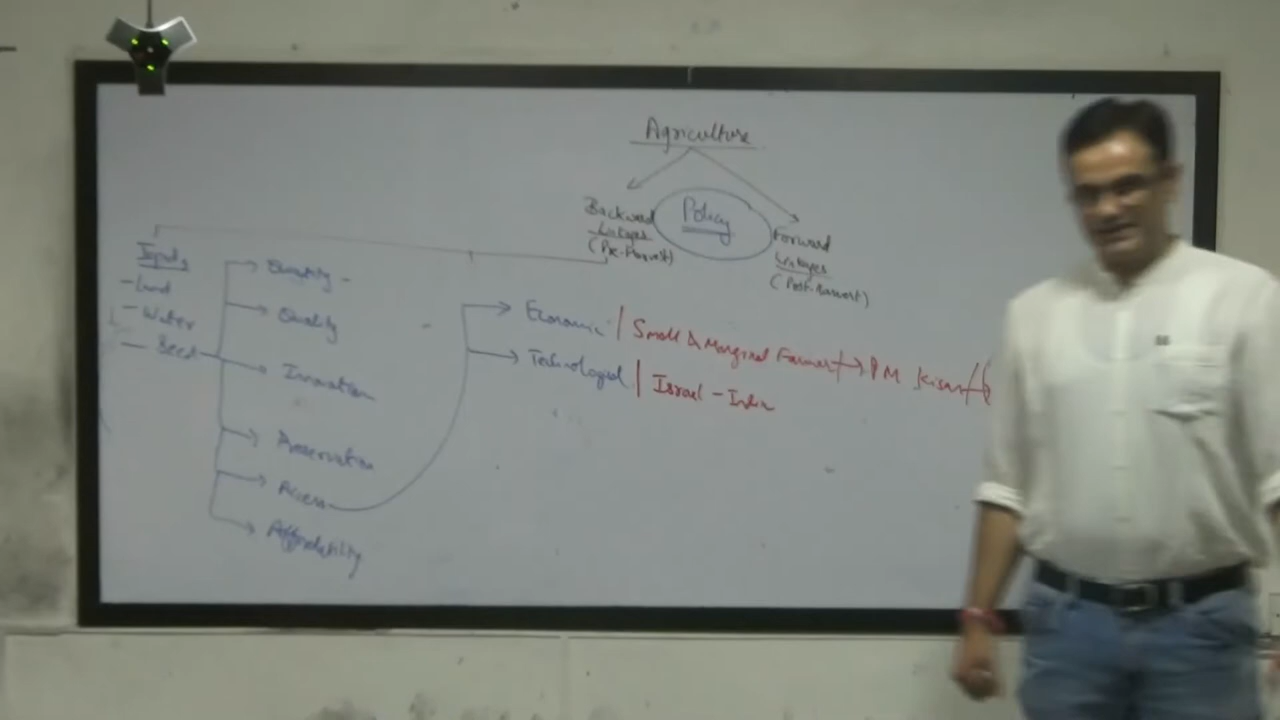 Agriculture
Backward
Linkages
(Pre-Harvest)
Policy
Forward
Linkages
(Post-Harvest)
Inputs
- Land
- Water
- Seed
Quantity -
Quality
Innovation
Preservation
Access
Affordability
Economic | Small & Marginal Farmer → PM Kisan
Technological | Israel - India